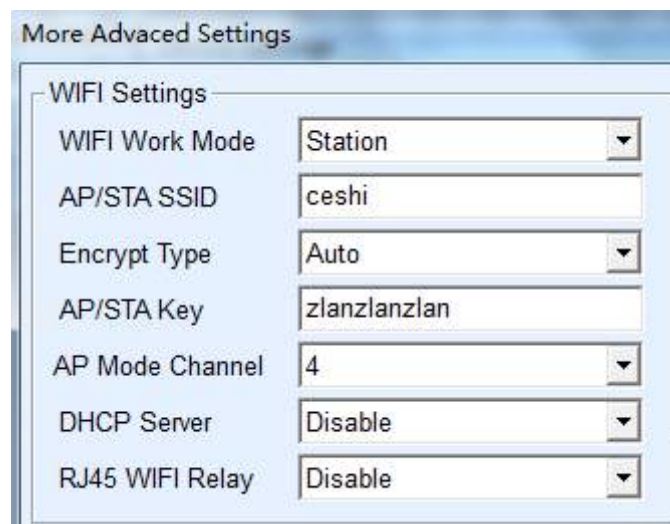 More Advaced Settings
WIFI Settings
WIFI Work Mode Station
AP/STA SSID ceshi
Encrypt Type Auto
AP/STA Key zlanzlanzlan
AP Mode Channel 4
DHCP Server Disable
RJ45 WIFI Relay Disable